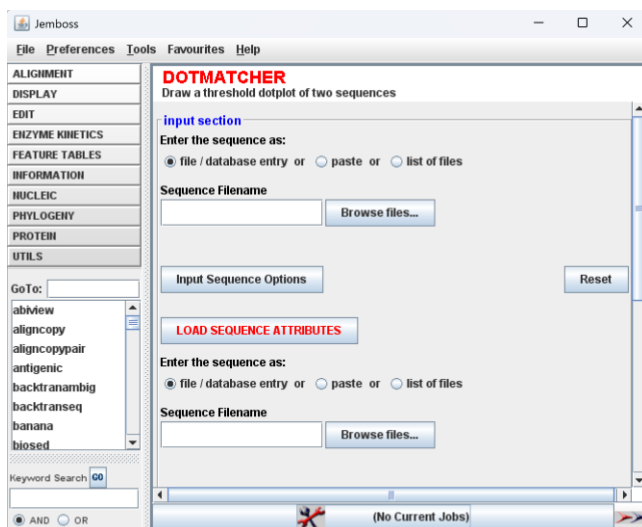 Jemboss
File Preferences Tools Favourites Help
ALIGNMENT
DISPLAY
EDIT
ENZYME KINETICS
FEATURE TABLES
INFORMATION
NUCLEIC
PHYLOGENY
PROTEIN
UTILS
GoTo:
abiview
aligncopy
aligncopypair
antigenic
backtranambig
backtranseq
banana
biosed
Keyword Search GO
AND OR
DOTMATCHER
Draw a threshold dotplot of two sequences
input section
Enter the sequence as:
file / database entry or paste or list of files
Sequence Filename
Browse files...
Input Sequence Options Reset
LOAD SEQUENCE ATTRIBUTES
Enter the sequence as:
file / database entry or paste or list of files
Sequence Filename
Browse files...
(No Current Jobs)